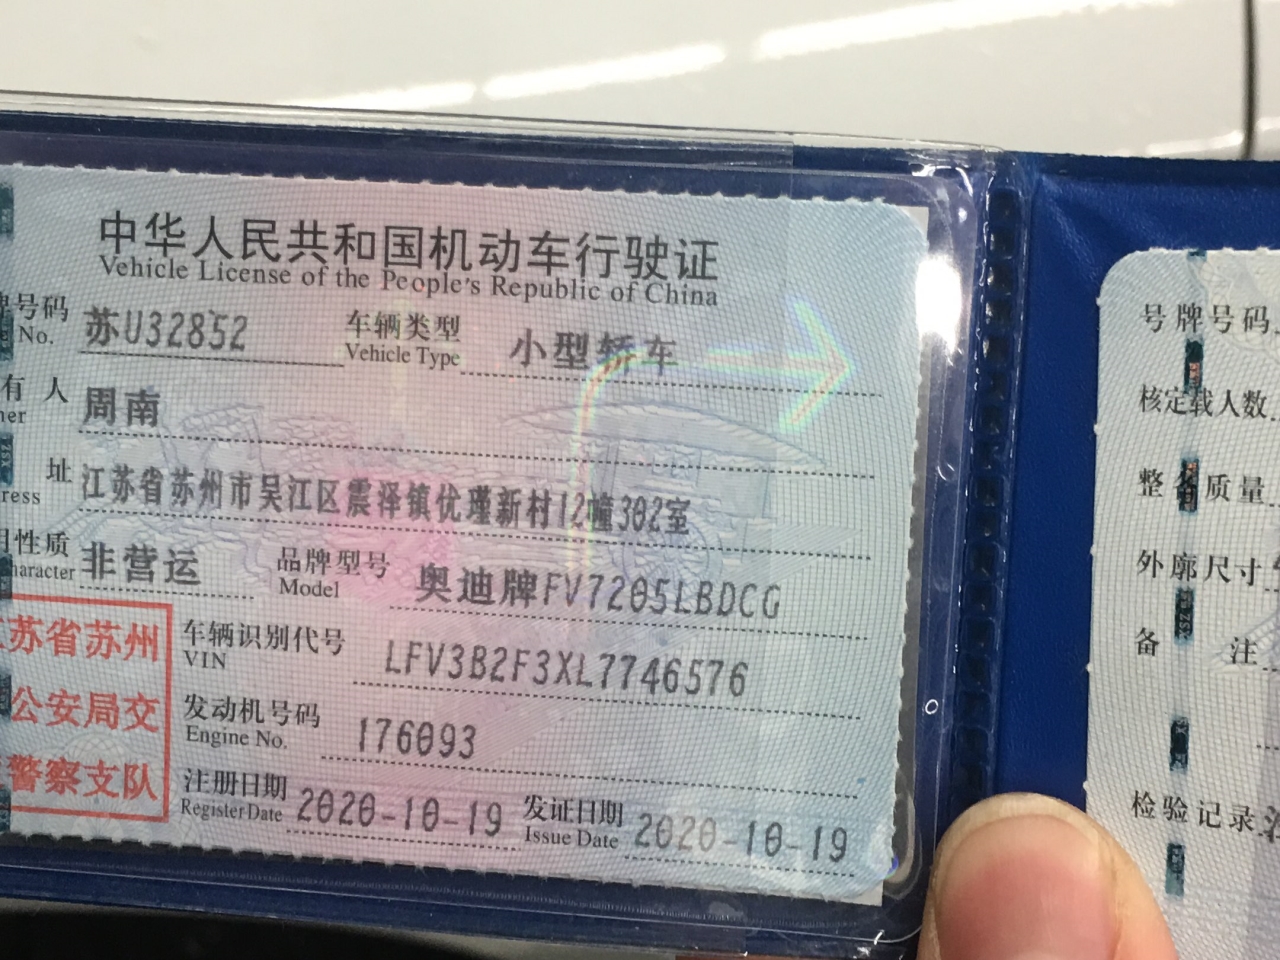 中华人民共和国机动车行驶证
Vehicle License of the People's Republic of China
牌号码 苏U32852 车辆类型 小型轿车
e No. Vehicle Type
有人 周南
ner
址 江苏省苏州市吴江区震泽镇优瑾新村12幢302室
ress
用性质 非营运 品牌型号 奥迪牌FV7205LBDCG
haracter Model
江苏省苏州 车辆识别代号 LFV3B2F3XL7746576
VIN
公安局交 发动机号码 176093
Engine No.
警察支队 注册日期 2020-10-19 发证日期 2020-10-19
Register Date Issue Date
号牌号码
核定载人数
整备质量
外廓尺寸
备注
检验记录